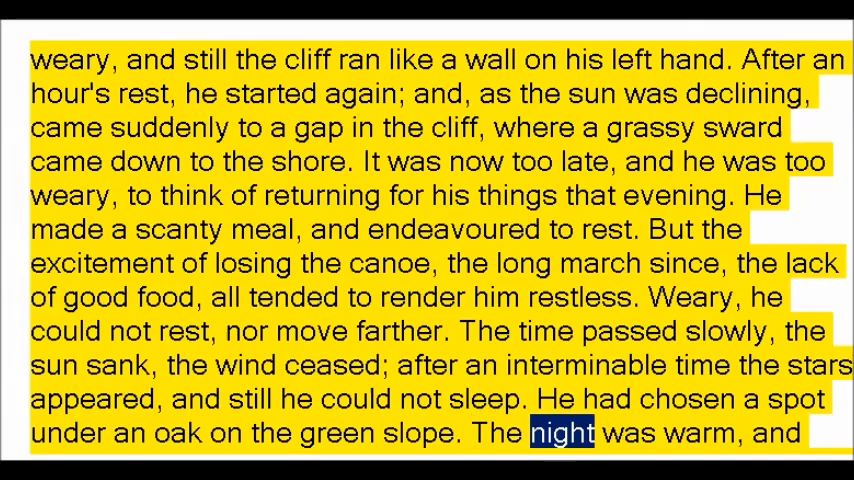 weary, and still the cliff ran like a wall on his left hand. After an
hour's rest, he started again; and, as the sun was declining,
came suddenly to a gap in the cliff, where a grassy sward
came down to the shore. It was now too late, and he was too
weary, to think of returning for his things that evening. He
made a scanty meal, and endeavoured to rest. But the
excitement of losing the canoe, the long march since, the lack
of good food, all tended to render him restless. Weary, he
could not rest, nor move farther. The time passed slowly, the
sun sank, the wind ceased; after an interminable time the stars
appeared, and still he could not sleep. He had chosen a spot
under an oak on the green slope. The night was warm, and